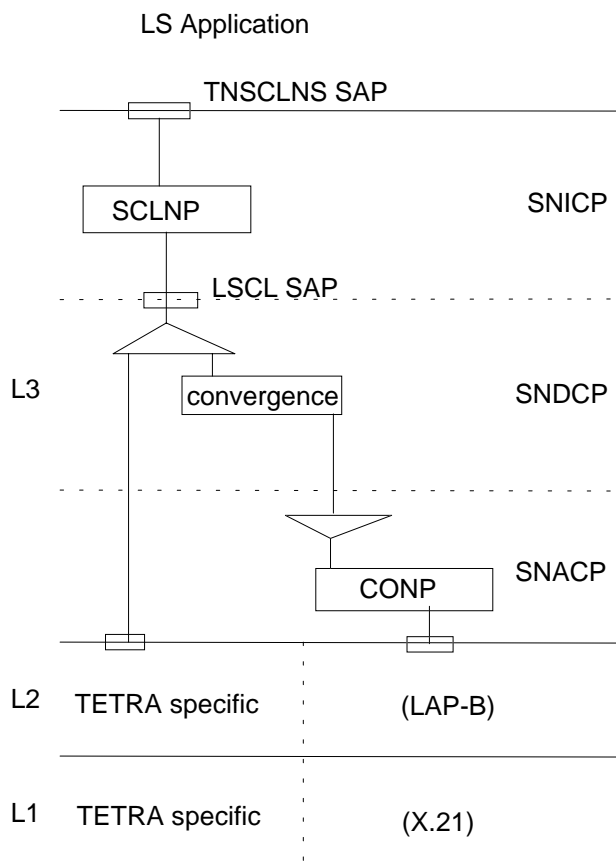 LS Application
TNSCLNS SAP
SCLNP
SNICP
LSCL SAP
L3
convergence
SNDCP
SNACP
CONP
L2
TETRA specific
(LAP-B)
L1
TETRA specific
(X.21)